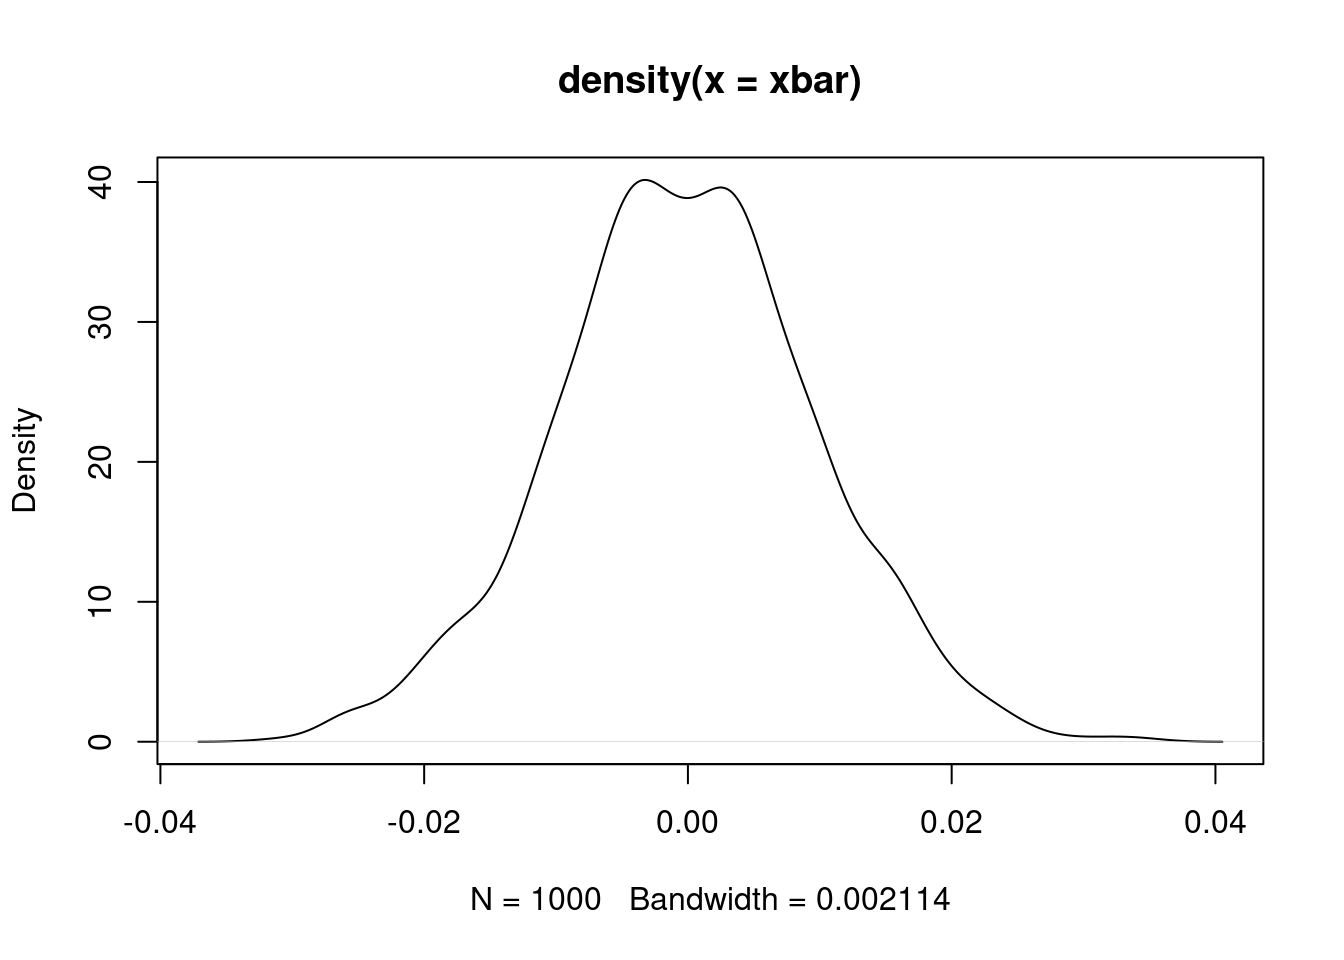 density(x = xbar)
Density
40
30
20
10
0
-0.04 -0.02 0.00 0.02 0.04
N = 1000 Bandwidth = 0.002114